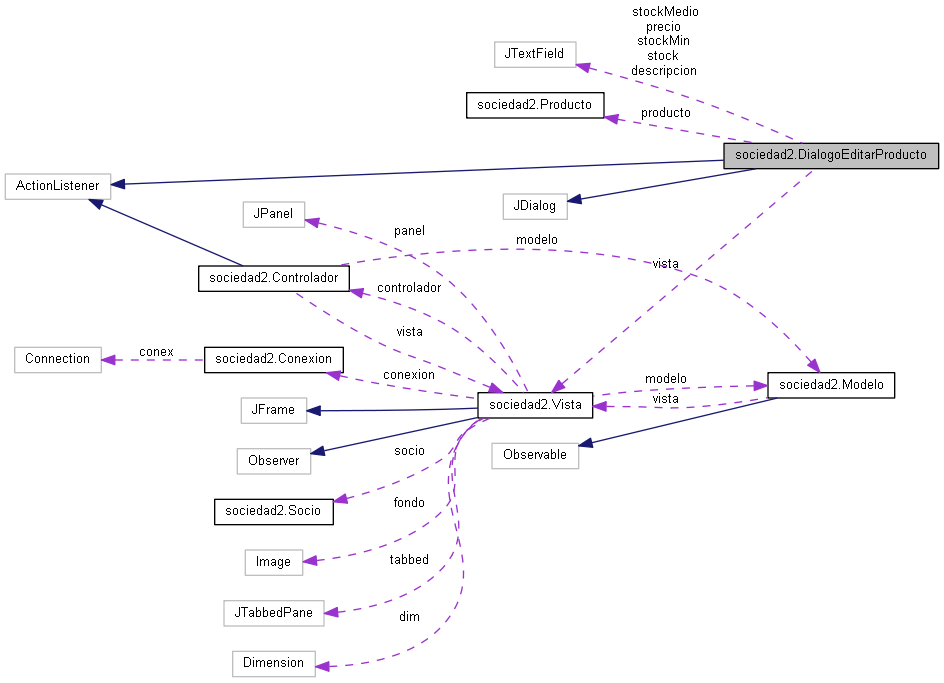 stockMedio
precio
stockMin
stock
descripcion
JTextField
sociedad2.Producto
producto
sociedad2.DialogoEditarProducto
ActionListener
JDialog
JPanel
panel
modelo
vista
sociedad2.Controlador
controlador
vista
Connection
conex
sociedad2.Conexion
conexion
modelo
sociedad2.Modelo
vista
sociedad2.Vista
JFrame
Observer
Observable
socio
sociedad2.Socio
fondo
Image
tabbed
JTabbedPane
dim
Dimension